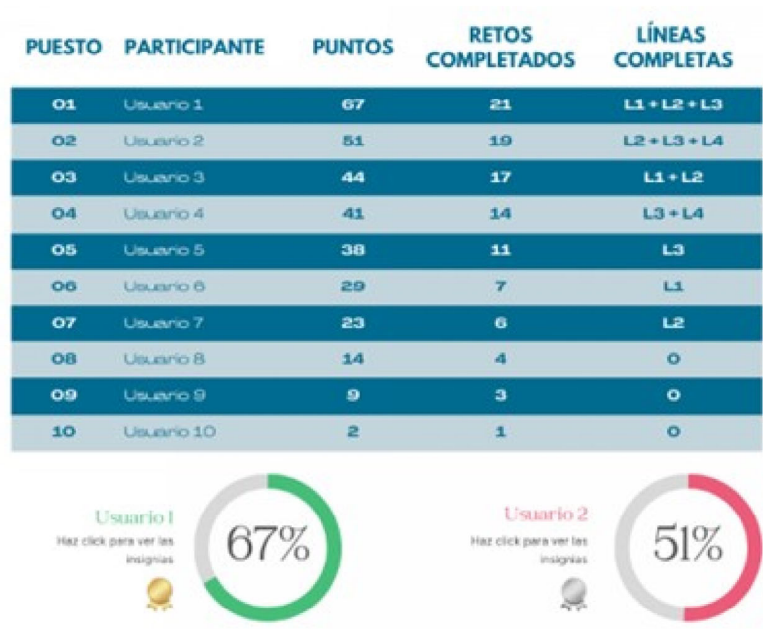 PUESTO PARTICIPANTE PUNTOS RETOS COMPLETADOS LÍNEAS COMPLETAS
01 Usuario 1 67 21 L1 + L2 + L3
02 Usuario 2 51 19 L2 + L3 + L4
03 Usuario 3 44 17 L1 + L2
04 Usuario 4 41 14 L3 + L4
05 Usuario 5 38 11 L3
06 Usuario 6 29 7 L1
07 Usuario 7 23 6 L2
08 Usuario 8 14 4 0
09 Usuario 9 9 3 0
10 Usuario 10 2 1 0
Usuario 1
Haz click para ver las
insignias
67%
Usuario 2
Haz click para ver las
insignias
51%